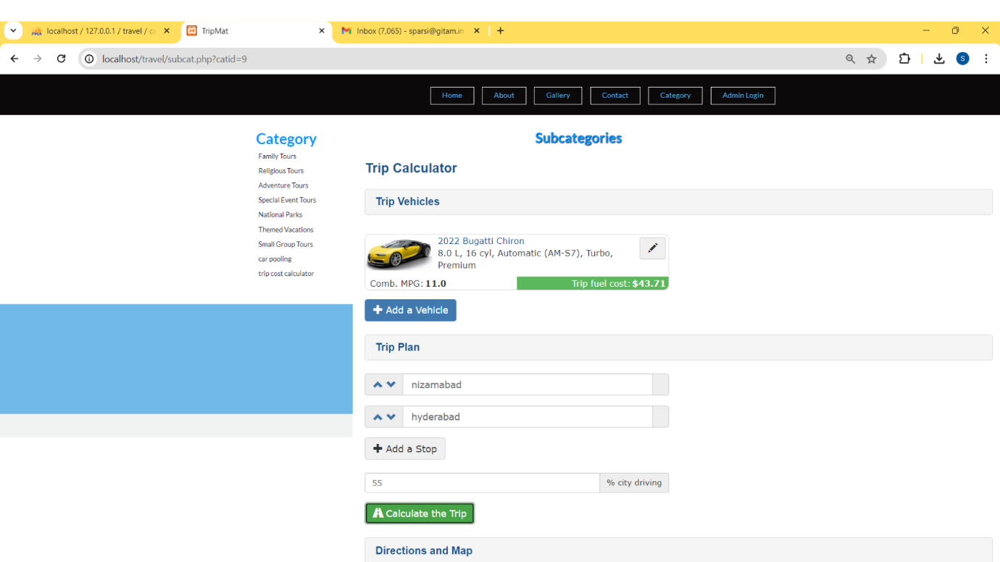 localhost / 127.0.0.1 / travel / ca
TripMat
Inbox (7,065) - sparsi@gitam.in
localhost/travel/subcat.php?catid=9
S
Home
About
Gallery
Contact
Category
Admin Login
Category
Family Tours
Religious Tours
Adventure Tours
Special Event Tours
National Parks
Themed Vacations
Small Group Tours
car pooling
trip cost calculator
Subcategories
Trip Calculator
Trip Vehicles
2022 Bugatti Chiron
8.0 L, 16 cyl, Automatic (AM-S7), Turbo,
Premium
Comb. MPG: 11.0
Trip fuel cost: $43.71
Add a Vehicle
Trip Plan
nizamabad
hyderabad
Add a Stop
55
% city driving
Calculate the Trip
Directions and Map